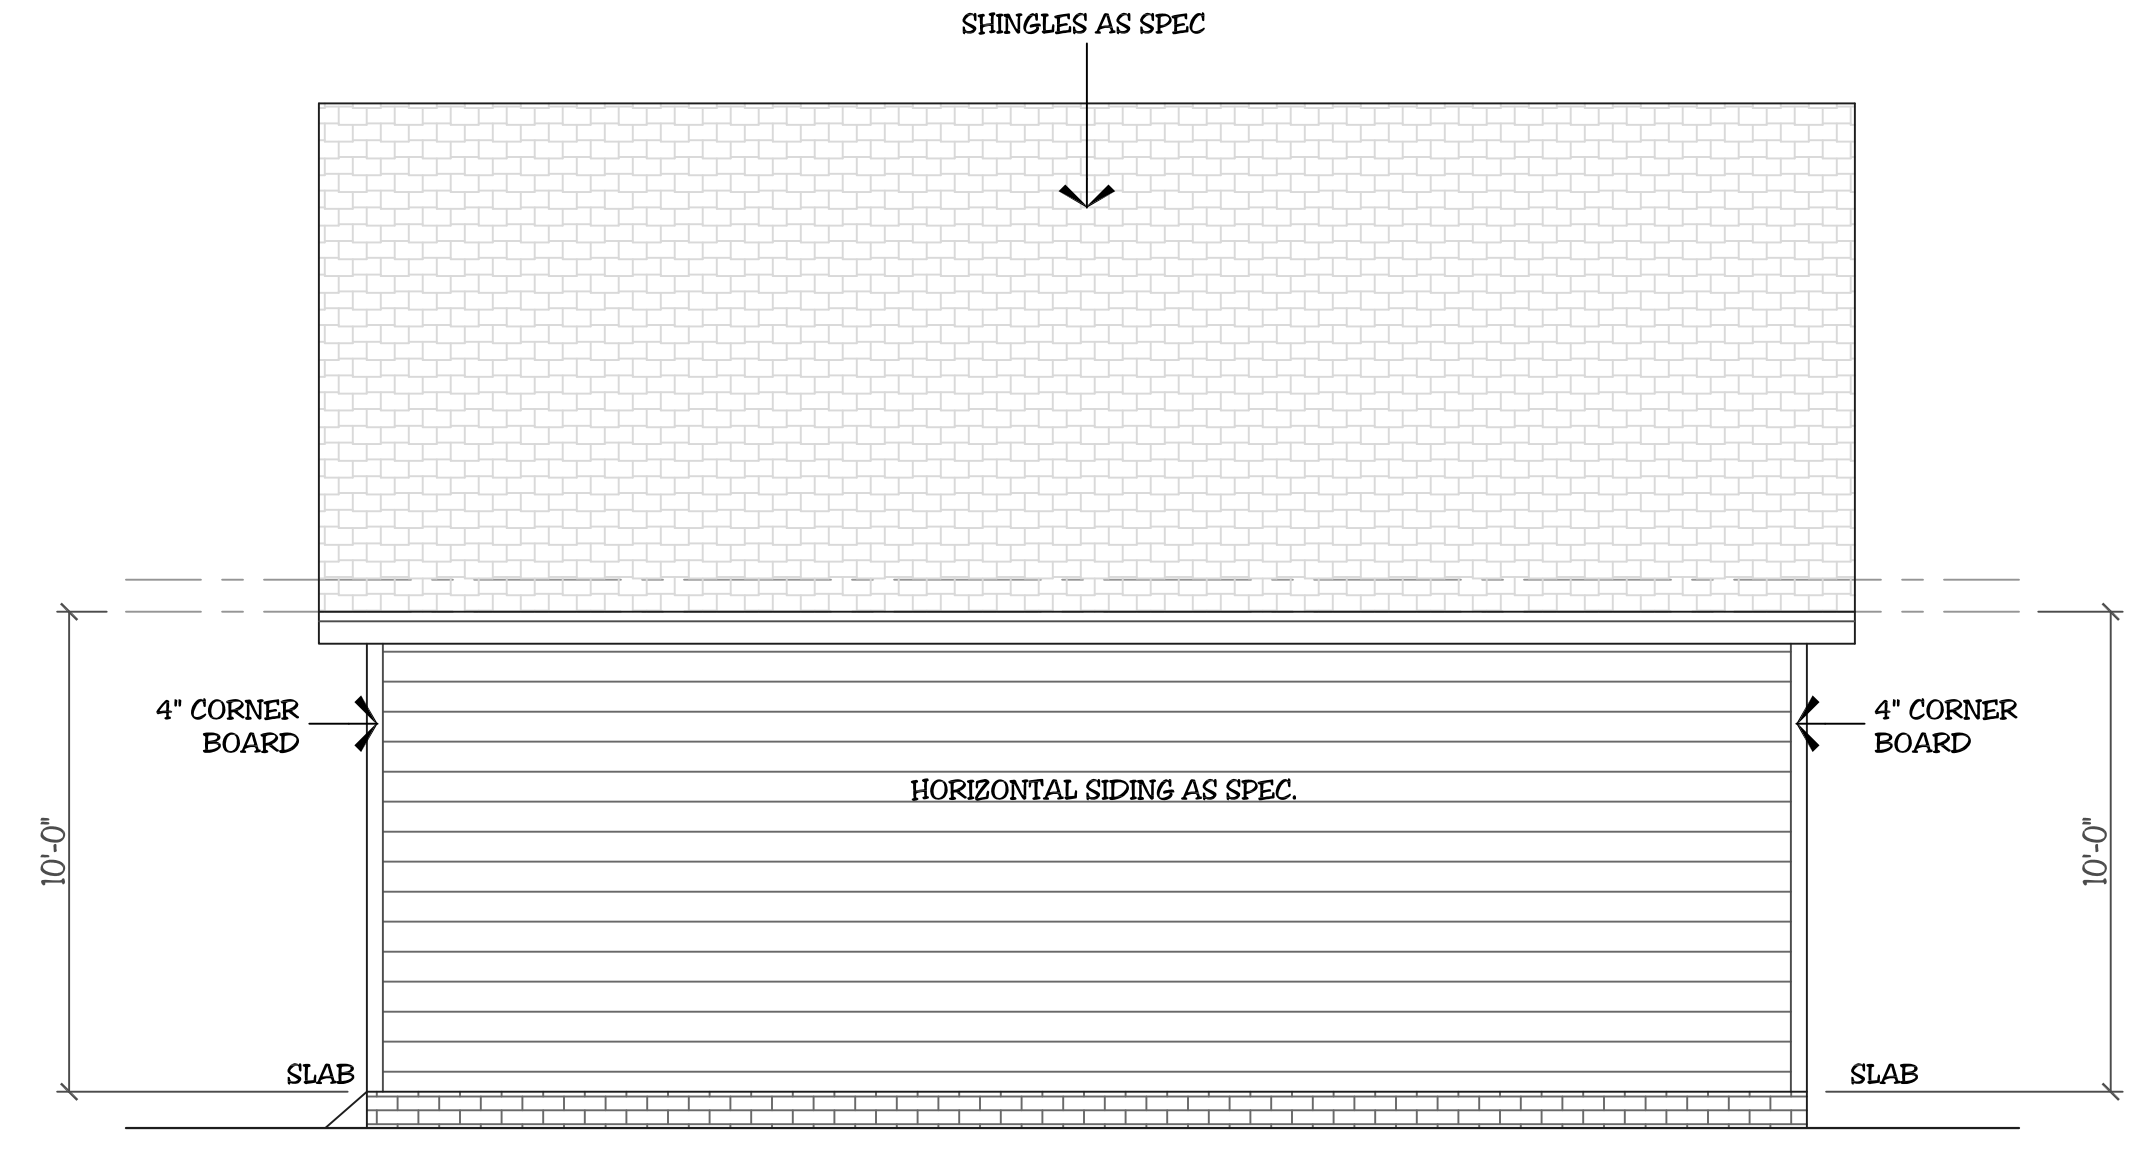 SHINGLES AS SPEC
4" CORNER
BOARD
4" CORNER
BOARD
HORIZONTAL SIDING AS SPEC.
10'-0"
10'-0"
SLAB
SLAB